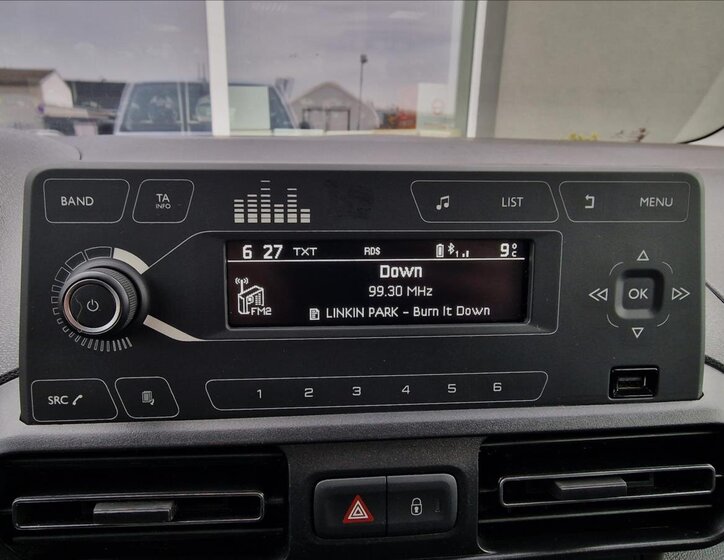 BAND
TA
INFO
LIST
MENU
6 27 TXT RDS 1 9°C
Down
99.30 MHz
FM2
LINKIN PARK - Burn It Down
OK
SRC
1 2 3 4 5 6